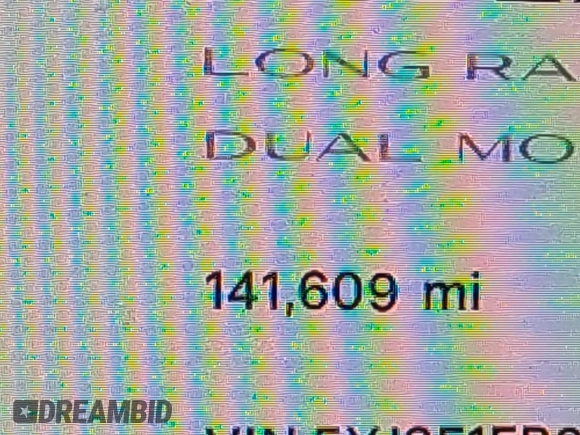 LONG RA
DUAL MO
141,609 mi
DREAMBID